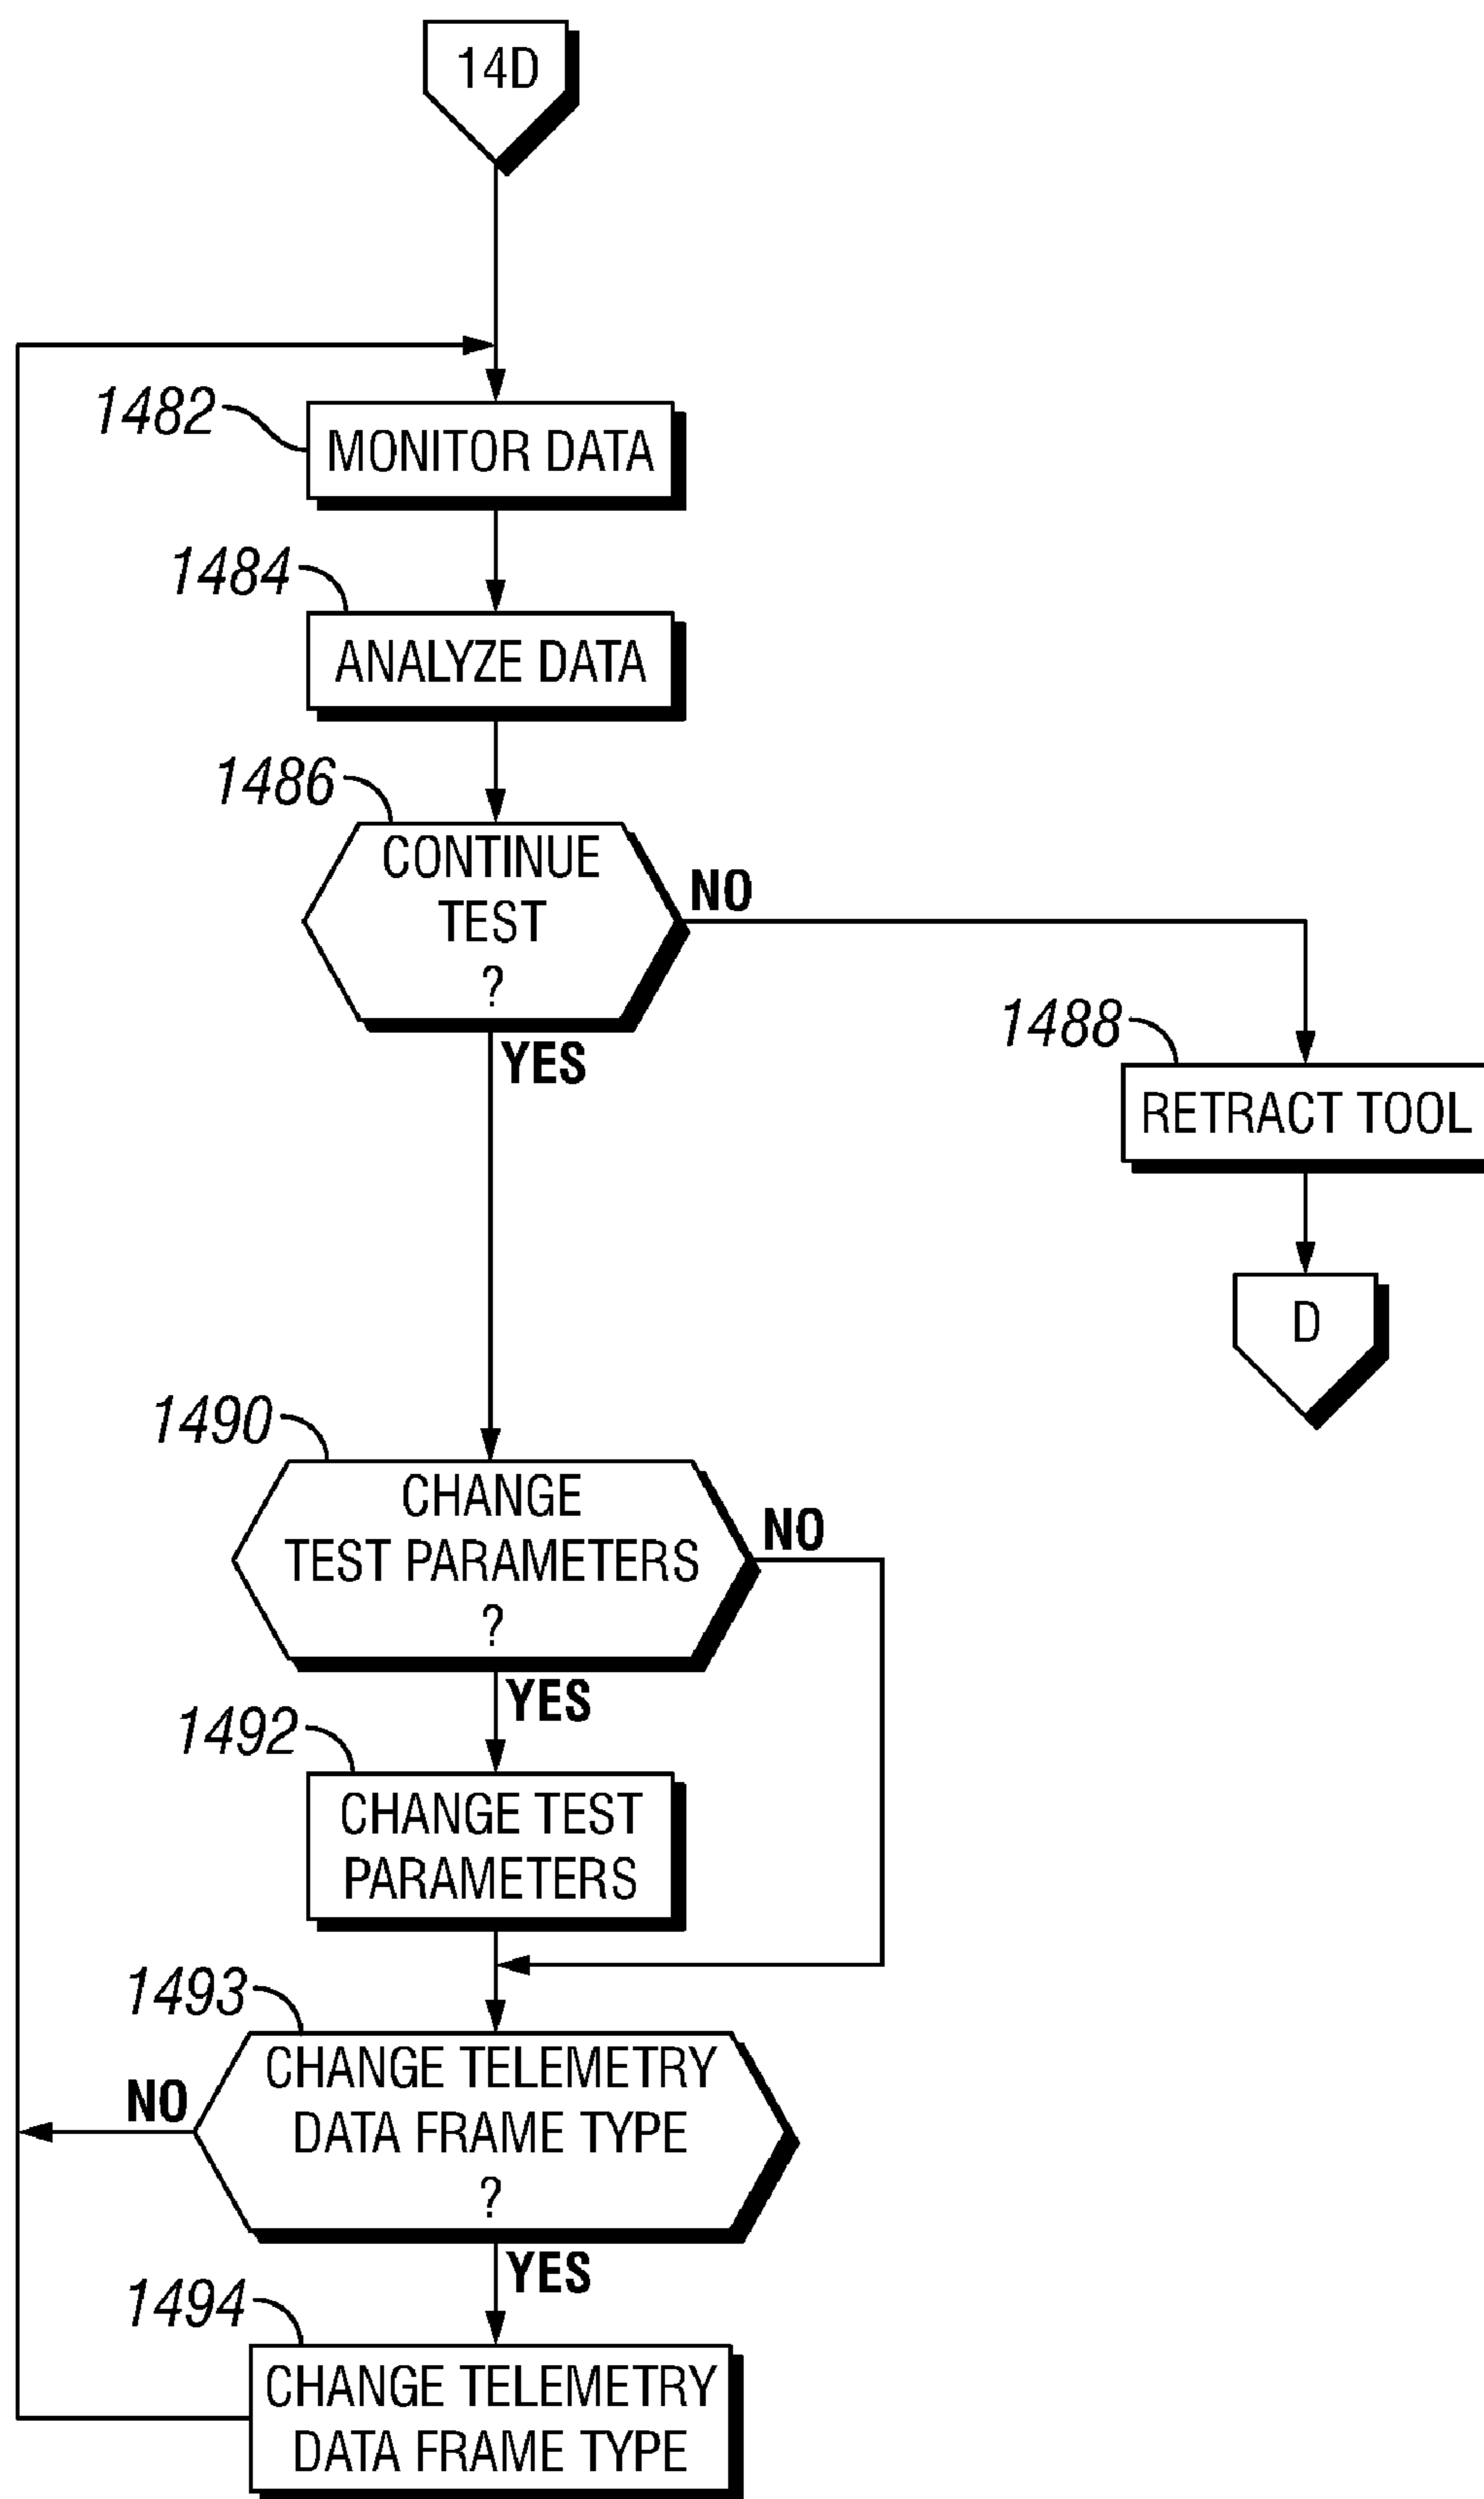 14D
1482
MONITOR DATA
1484
ANALYZE DATA
1486
CONTINUE
TEST
?
NO
YES
1488
RETRACT TOOL
D
1490
CHANGE
TEST PARAMETERS
?
NO
YES
1492
CHANGE TEST
PARAMETERS
1493
CHANGE TELEMETRY
DATA FRAME TYPE
?
NO
YES
1494
CHANGE TELEMETRY
DATA FRAME TYPE